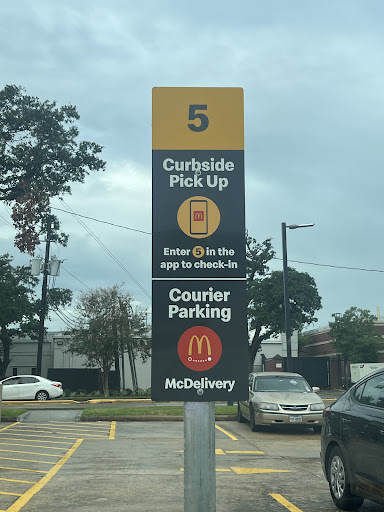 5
Curbside
Pick Up
Enter 5 in the
app to check-in
Courier
Parking
McDelivery